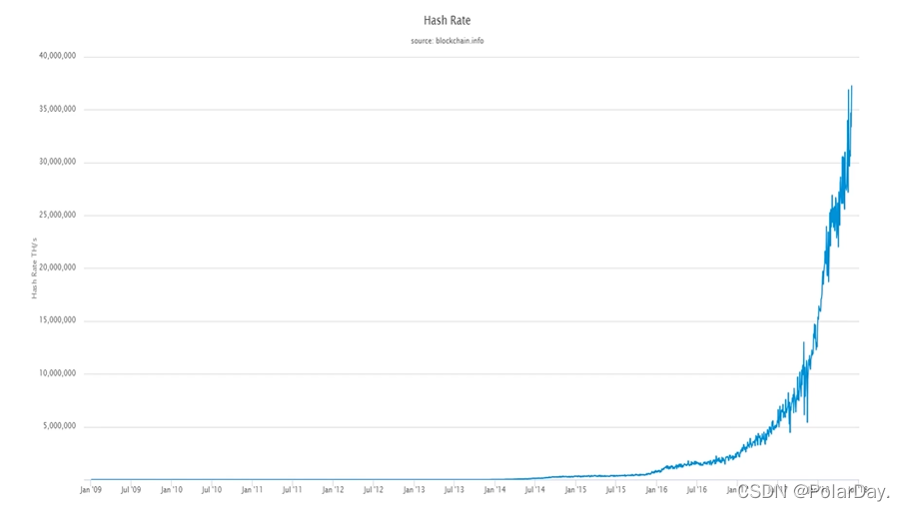 Hash Rate
source: blockchain.info
40,000,000
35,000,000
30,000,000
25,000,000
20,000,000
15,000,000
10,000,000
5,000,000
Hash Rate TH/s
Jan '09 Jul '09 Jan '10 Jul '10 Jan '11 Jul '11 Jan '12 Jul '12 Jan '13 Jul '13 Jan '14 Jul '14 Jan '15 Jul '15 Jan '16 Jul '16 Jan '17
CSDN @PolarDay.